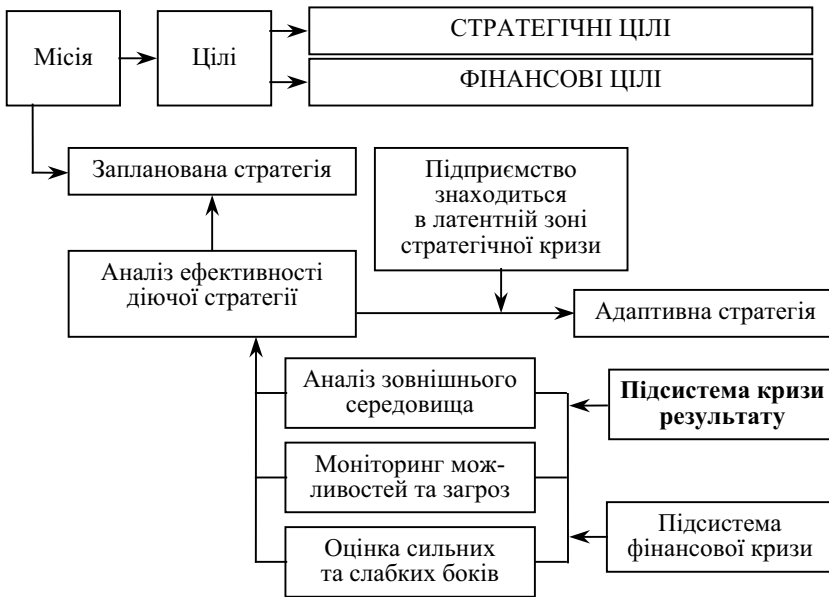 Місія
Цілі
СТРАТЕГІЧНІ ЦІЛІ
ФІНАНСОВІ ЦІЛІ
Запланована стратегія
Підприємство
знаходиться
в латентній зоні
стратегічної кризи
Аналіз ефективності
діючої стратегії
Адаптивна стратегія
Аналіз зовнішнього
середовища
Підсистема кризи
результату
Моніторинг мож-
ливостей та загроз
Оцінка сильних
та слабких боків
Підсистема
фінансової кризи